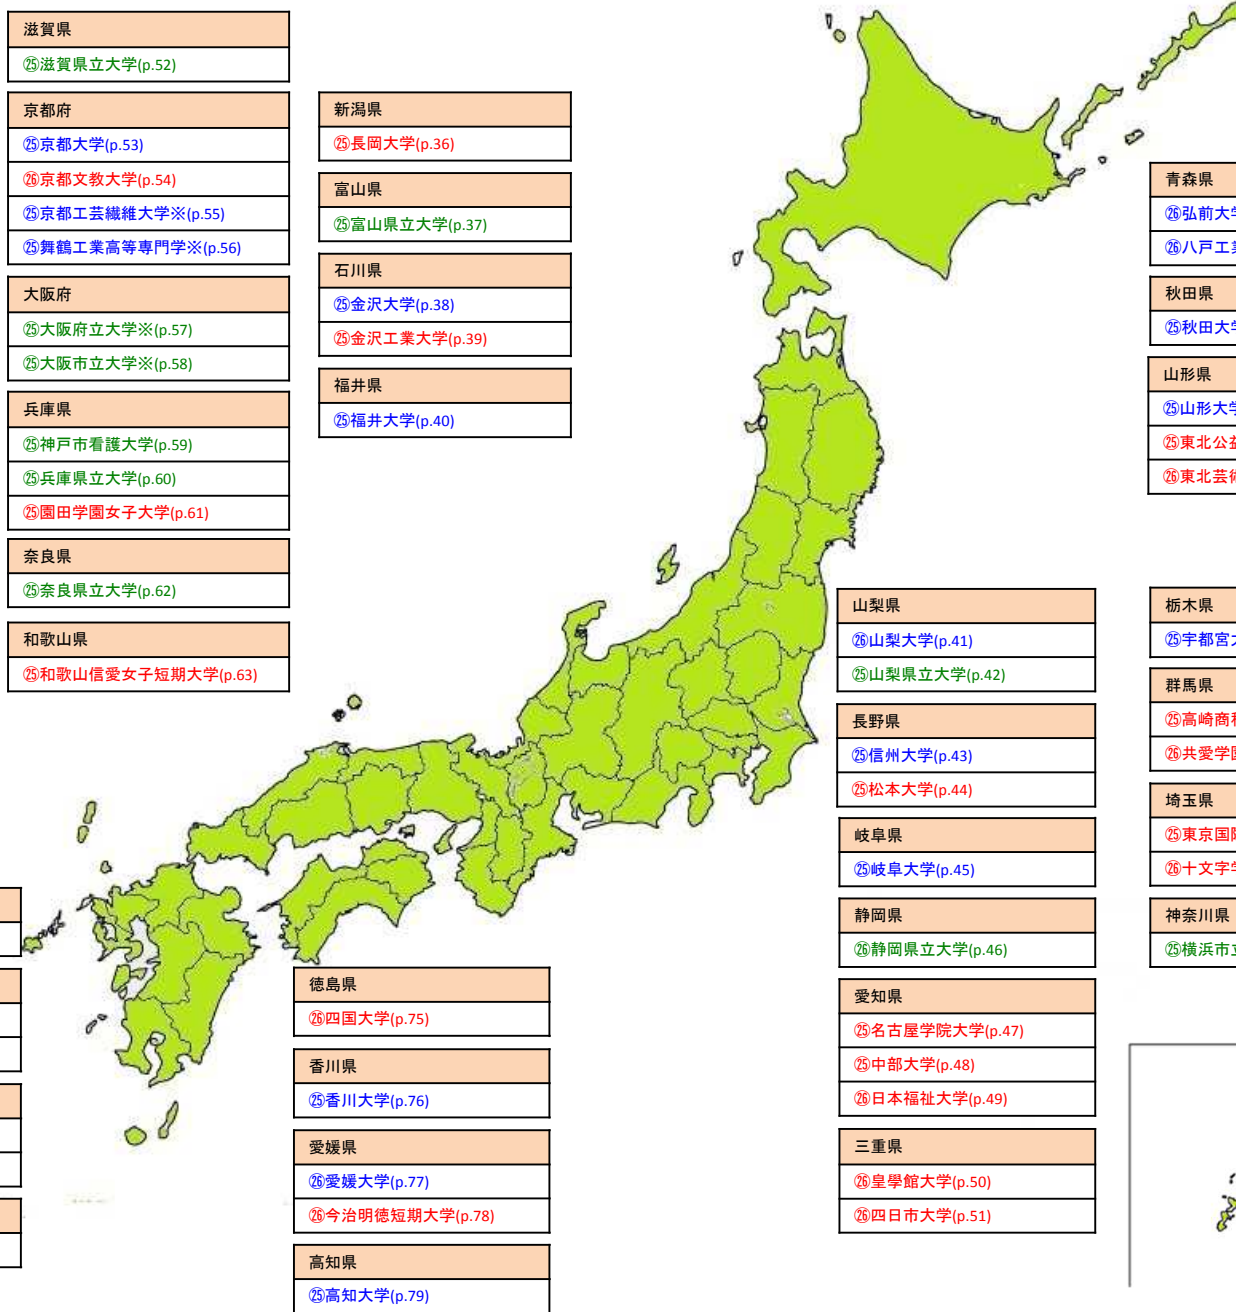 滋賀県
㉕滋賀県立大学(p.52)
京都府
㉕京都大学(p.53)
㉖京都文教大学(p.54)
㉕京都工芸繊維大学※(p.55)
㉕舞鶴工業高等専門学※(p.56)
大阪府
㉕大阪府立大学※(p.57)
㉕大阪市立大学※(p.58)
兵庫県
㉕神戸市看護大学(p.59)
㉕兵庫県立大学(p.60)
㉕園田学園女子大学(p.61)
奈良県
㉕奈良県立大学(p.62)
和歌山県
㉕和歌山信愛女子短期大学(p.63)
新潟県
㉕長岡大学(p.36)
富山県
㉕富山県立大学(p.37)
石川県
㉕金沢大学(p.38)
㉕金沢工業大学(p.39)
福井県
㉕福井大学(p.40)
徳島県
㉖四国大学(p.75)
香川県
㉕香川大学(p.76)
愛媛県
㉖愛媛大学(p.77)
㉖今治明徳短期大学(p.78)
高知県
㉕高知大学(p.79)
山梨県
㉖山梨大学(p.41)
㉕山梨県立大学(p.42)
長野県
㉕信州大学(p.43)
㉕松本大学(p.44)
岐阜県
㉕岐阜大学(p.45)
静岡県
㉖静岡県立大学(p.46)
愛知県
㉕名古屋学院大学(p.47)
㉕中部大学(p.48)
㉖日本福祉大学(p.49)
三重県
㉖皇學館大学(p.50)
㉖四日市大学(p.51)
青森県
㉖弘前大学
㉖八戸工業
秋田県
㉕秋田大学
山形県
㉕山形大学
㉕東北公益
㉖東北芸術
栃木県
㉕宇都宮大
群馬県
㉕高崎商科
㉖共愛学園
埼玉県
㉕東京国際
㉖十文字学
神奈川県
㉕横浜市立